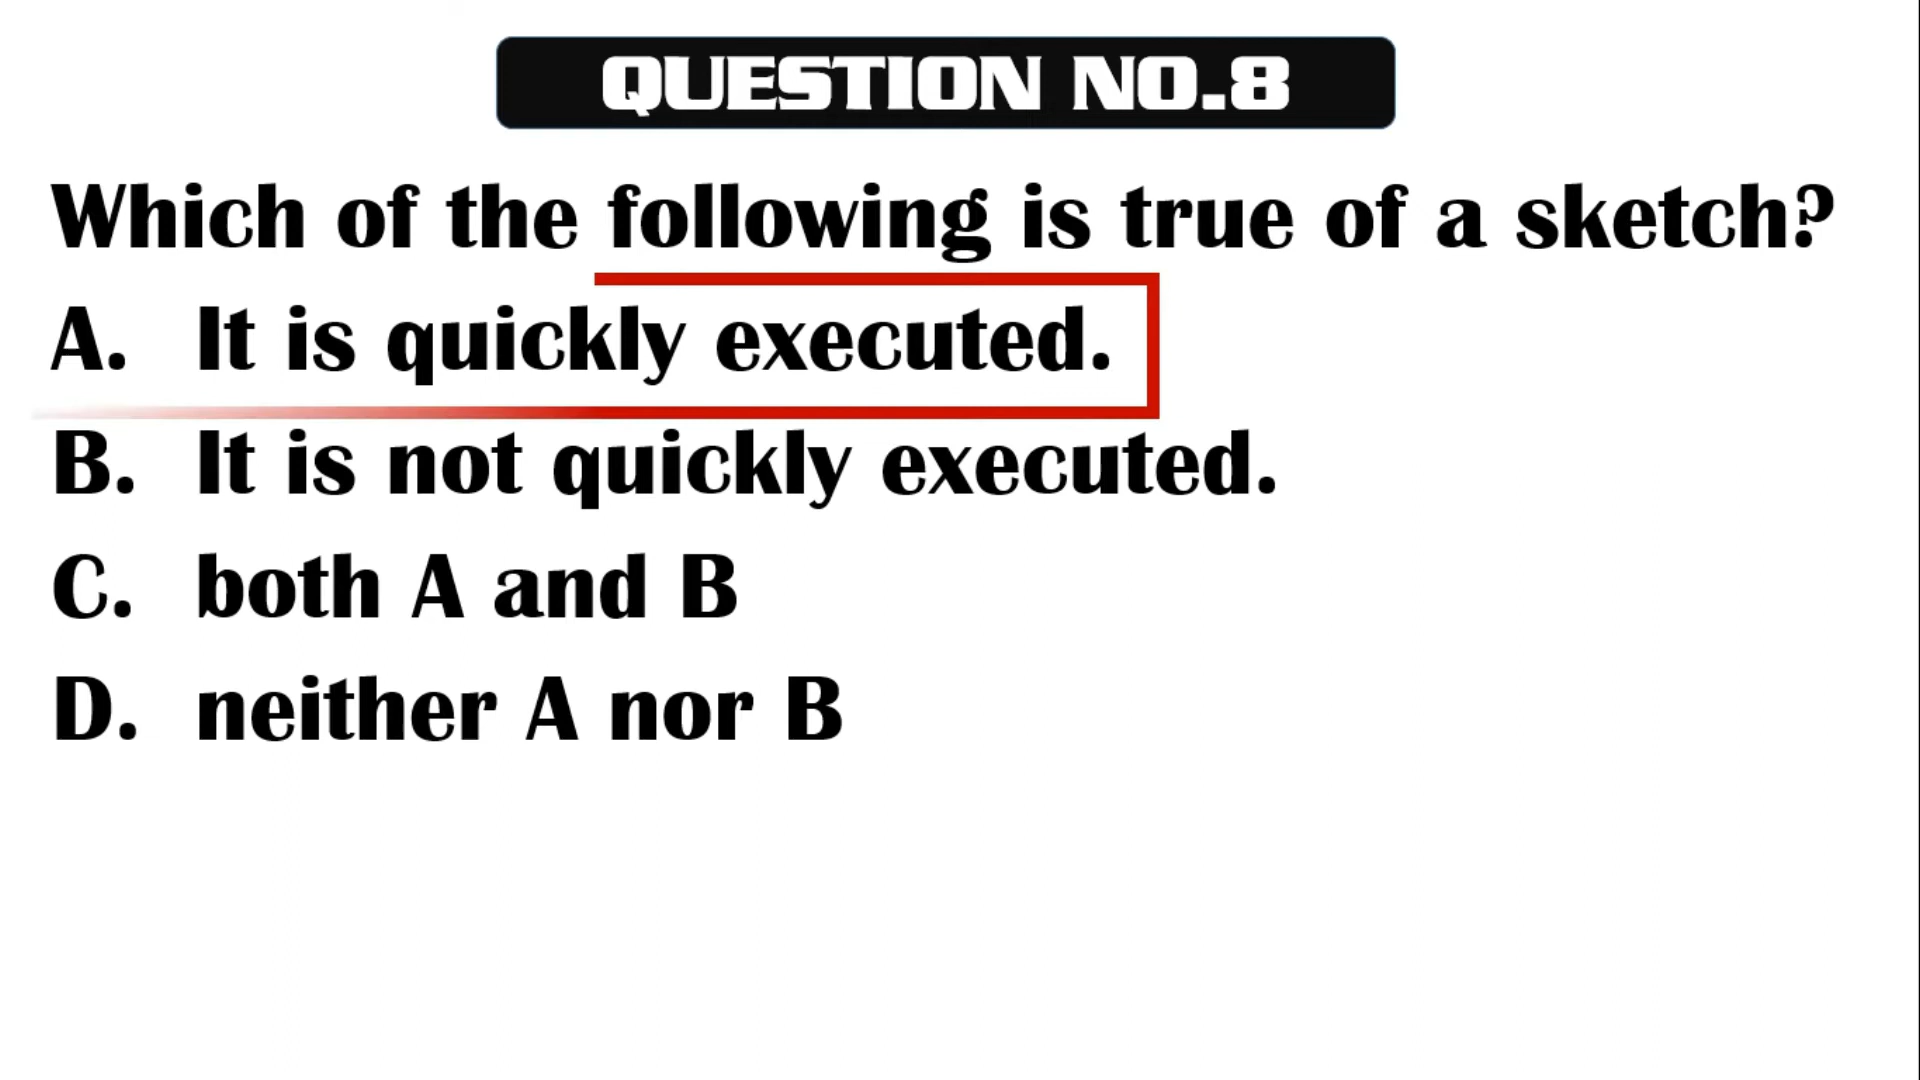 QUESTION NO.8
Which of the following is true of a sketch?
A. It is quickly executed.
B. It is not quickly executed.
C. both A and B
D. neither A nor B